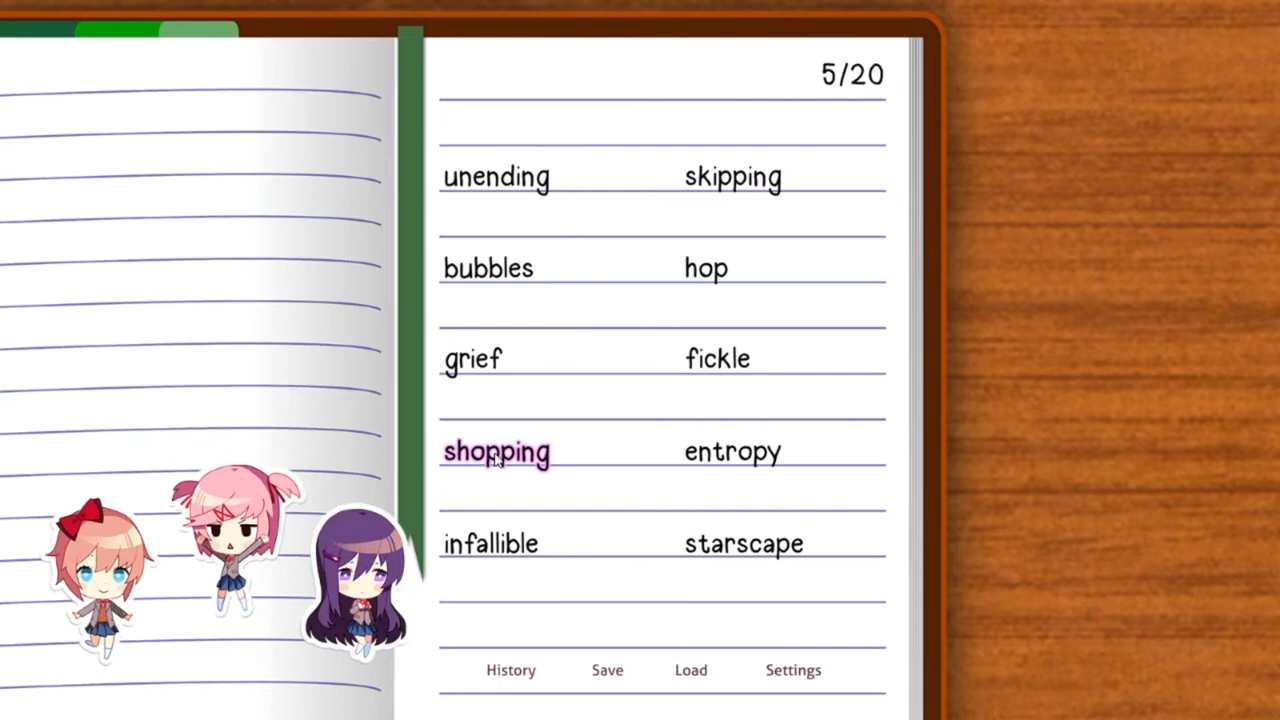 5/20
unending skipping
bubbles hop
grief fickle
shopping entropy
infallible starscape
History Save Load Settings